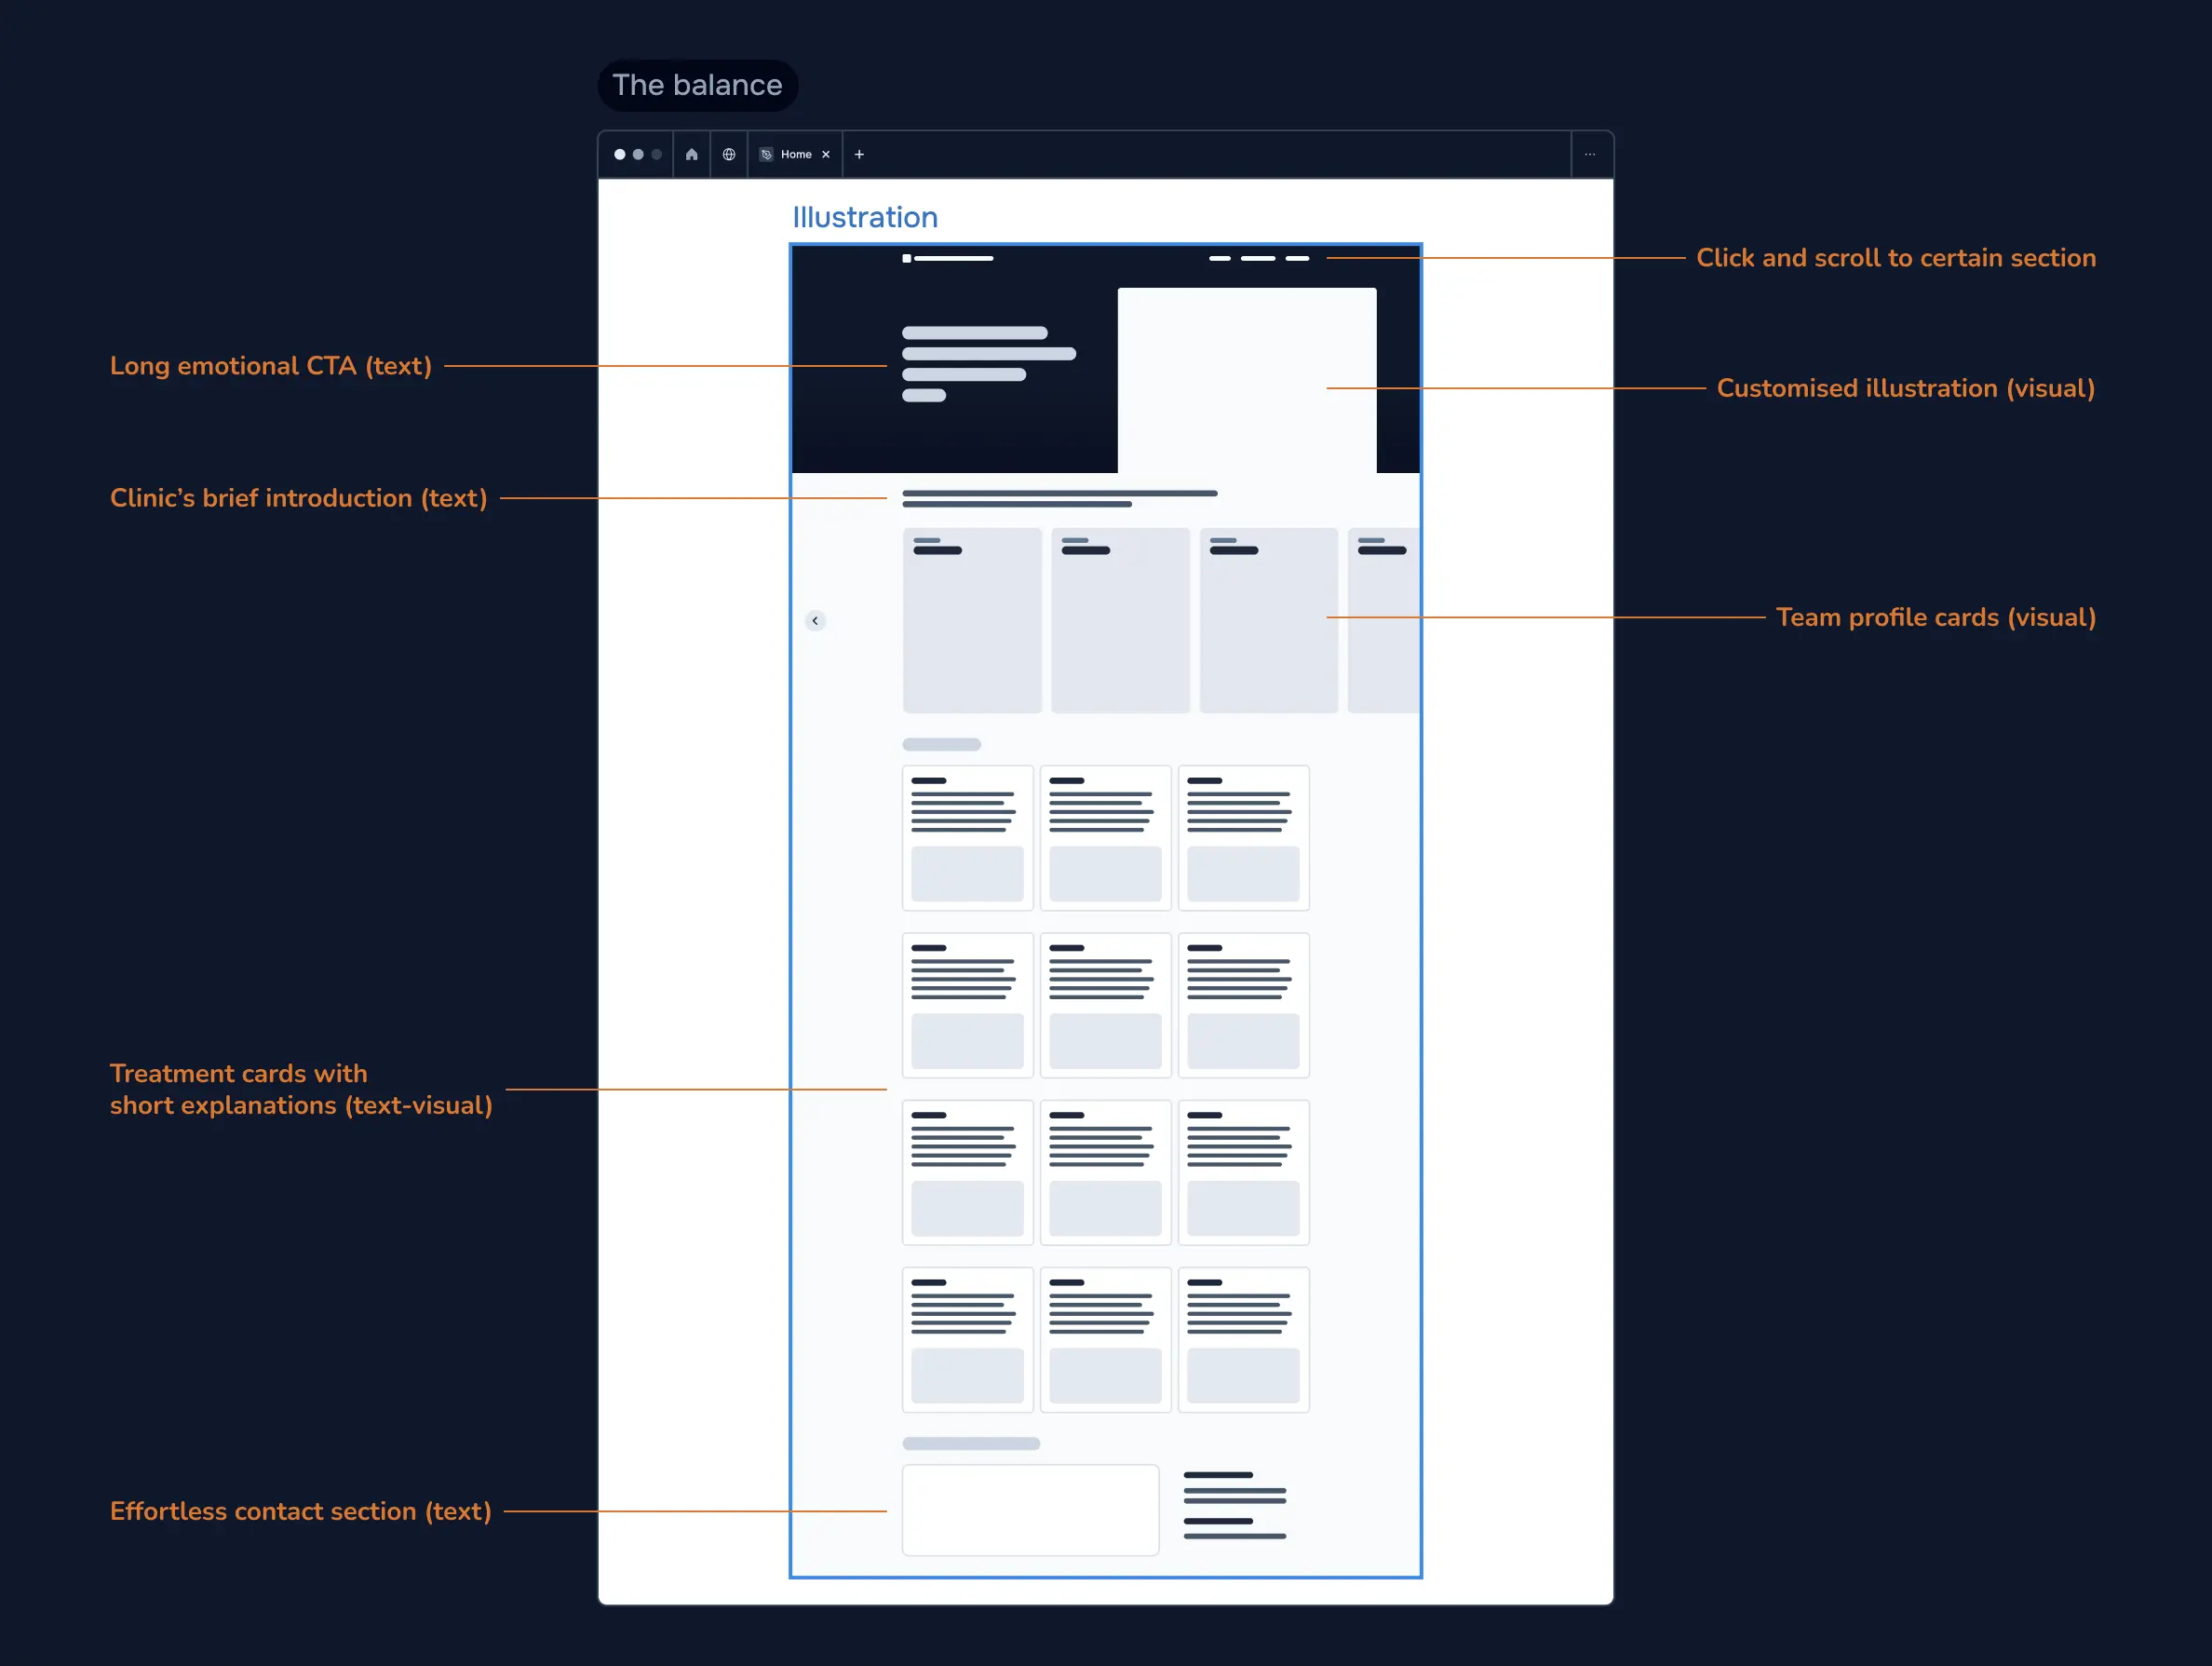 The balance
Home
Illustration
Click and scroll to certain section
Long emotional CTA (text)
Customised illustration (visual)
Clinic’s brief introduction (text)
Team profile cards (visual)
Treatment cards with
short explanations (text-visual)
Effortless contact section (text)